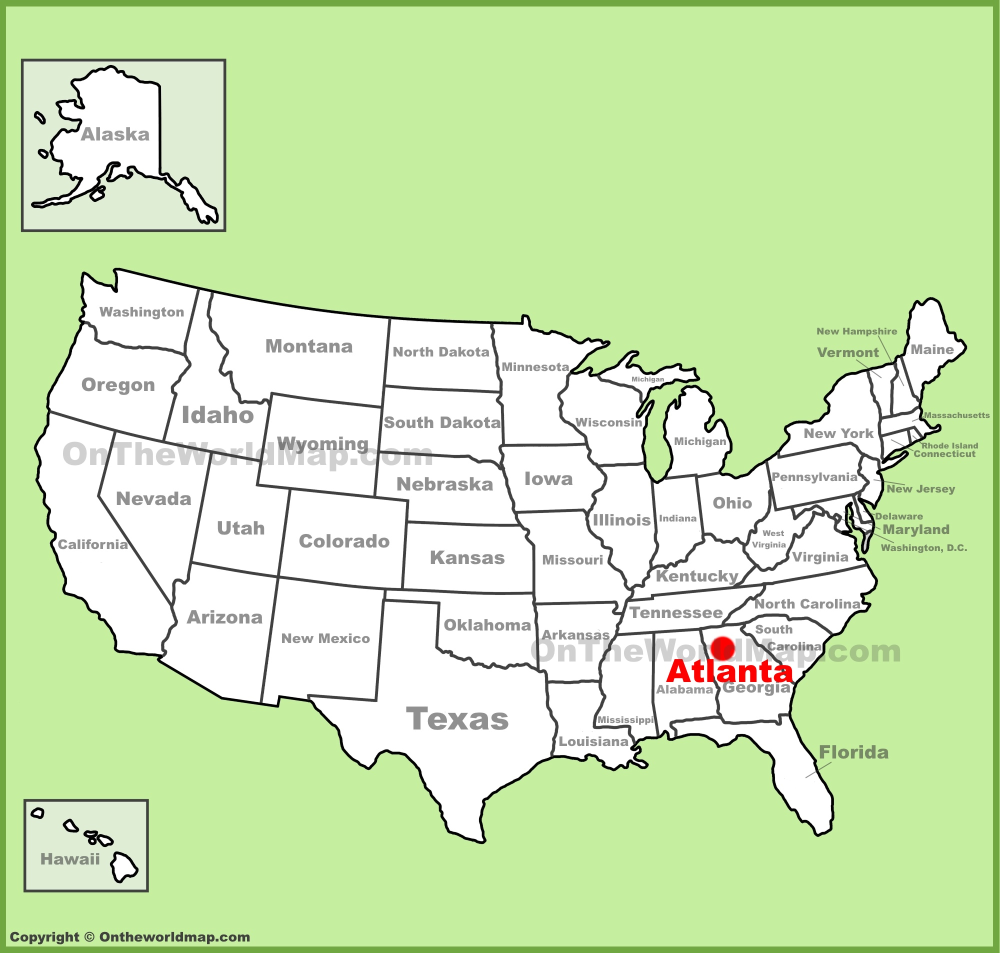 Alaska
Washington
Montana
North Dakota
Minnesota
New Hampshire
Vermont
Maine
Michigan
Oregon
Idaho
South Dakota
Wisconsin
Massachusetts
New York
Michigan
Rhode Island
Connecticut
Wyoming
OnTheWorldMap.com
Nebraska
Iowa
Pennsylvania
New Jersey
Nevada
Ohio
Illinois
Indiana
Delaware
Utah
Maryland
West
Virginia
Washington, D.C.
California
Colorado
Kansas
Missouri
Virginia
Kentucky
Arizona
North Carolina
Tennessee
Oklahoma
New Mexico
Arkansas
South
Carolina
OnTheWorldMap.com
Atlanta
Alabama
Georgia
Texas
Mississippi
Louisiana
Florida
Hawaii
Copyright © Ontheworldmap.com